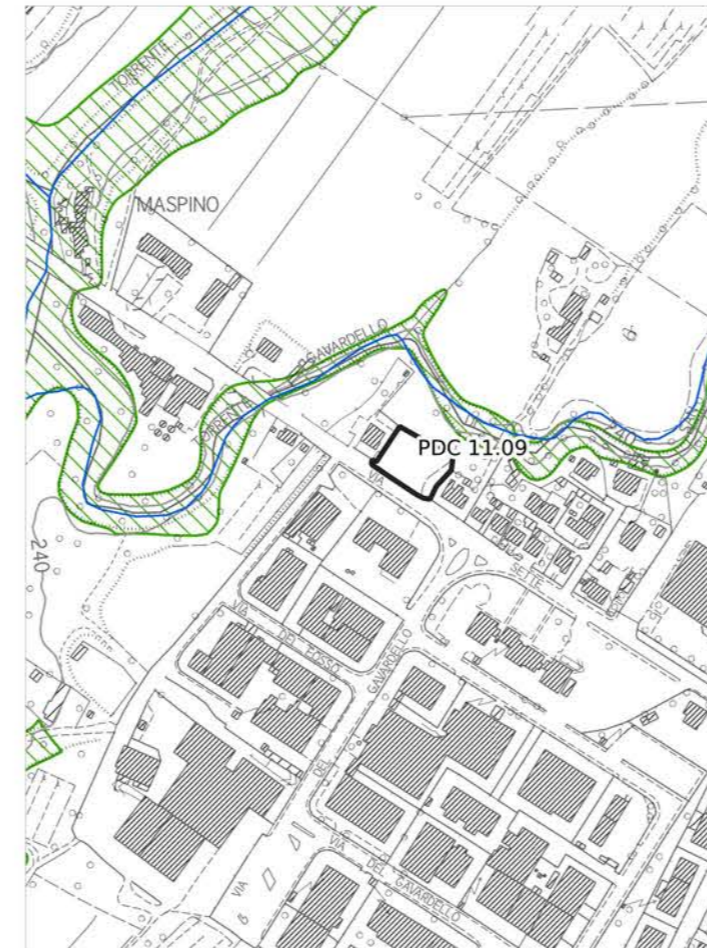 TORRENTE
MASPINO
GAVARDELLO
TORRENTE
PDC 11.09
VIA
SETTE
240
VIA
DEL FOSSO
GAVARDELLO
DEL
VIA
VIA
DEL GAVARDELLO